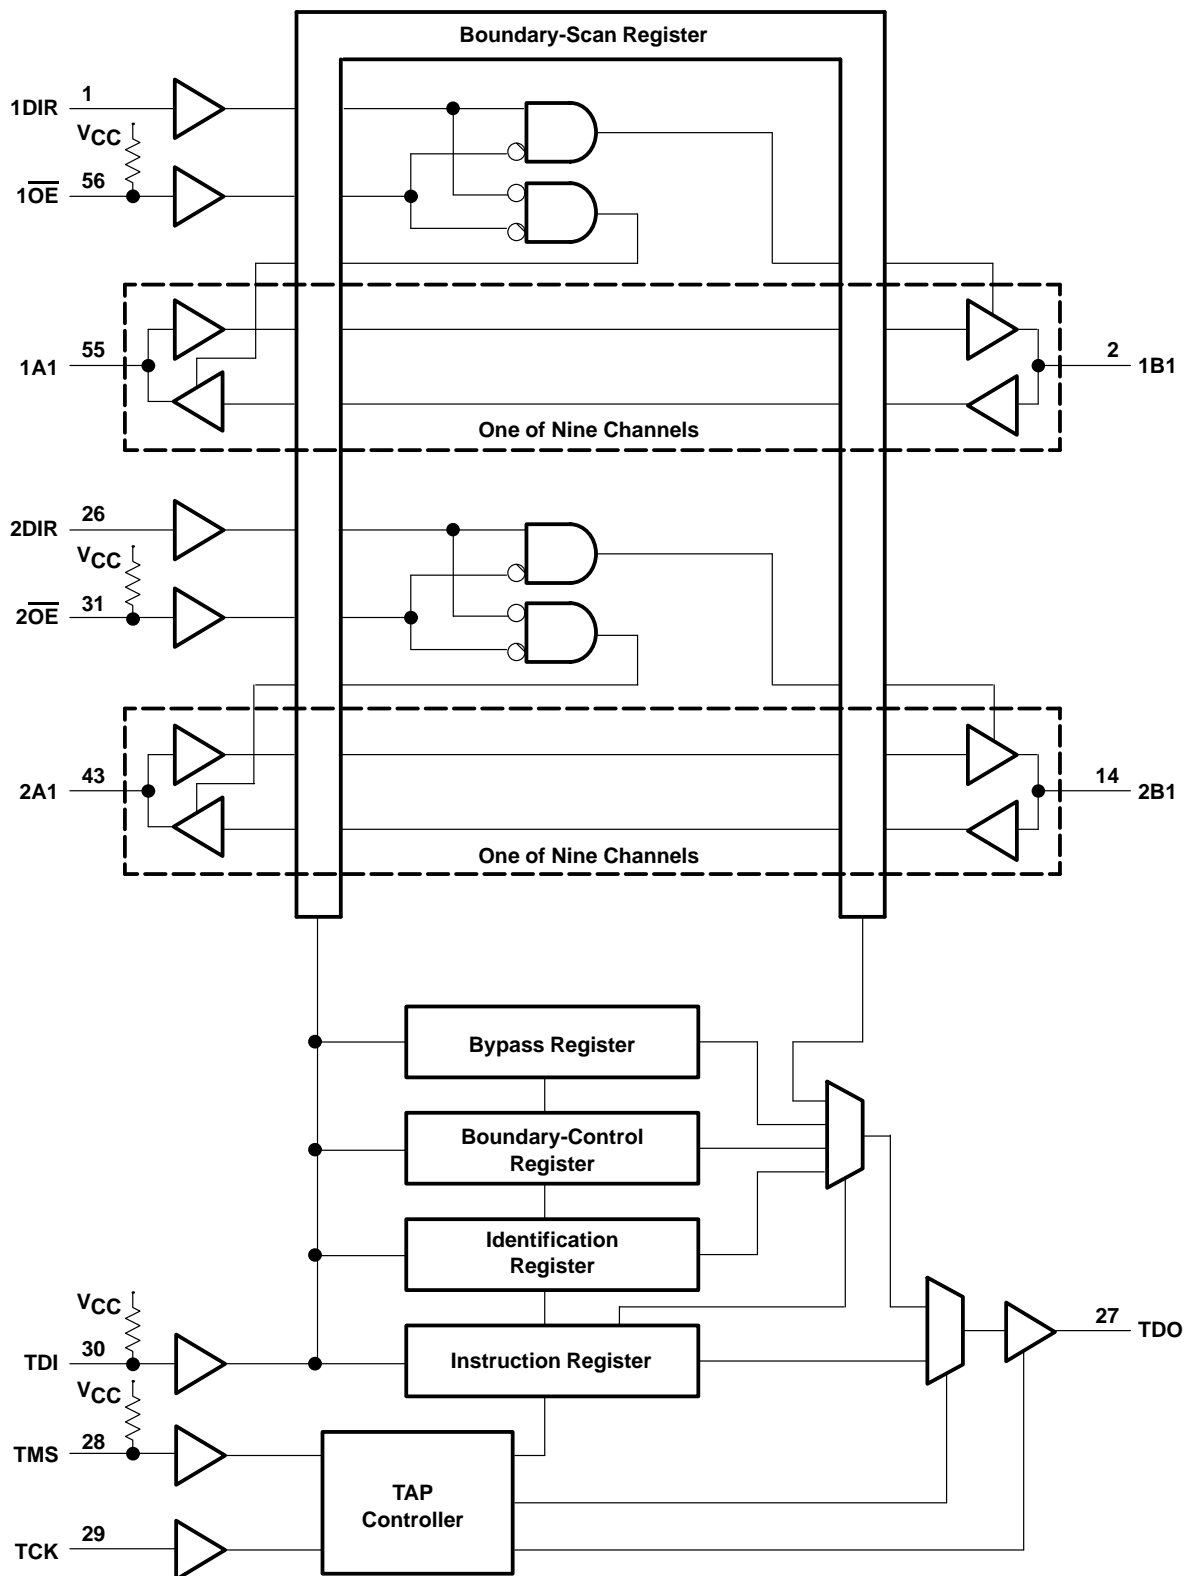 Boundary-Scan Register
1DIR
1
VCC
1O̅E̅
56
1A1
55
2
1B1
One of Nine Channels
2DIR
26
VCC
2O̅E̅
31
2A1
43
14
2B1
One of Nine Channels
Bypass Register
Boundary-Control
Register
Identification
Register
VCC
TDI
30
Instruction Register
27
TDO
VCC
TMS
28
TAP
Controller
TCK
29